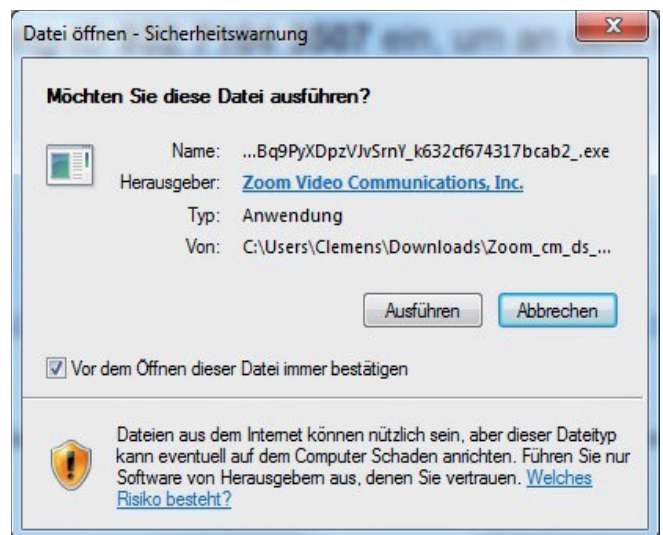 Datei öffnen - Sicherheitswarnung
Möchten Sie diese Datei ausführen?
Name: ...Bq9PyXDpzVJvSrnY_k632cf674317bcab2_.exe
Herausgeber: Zoom Video Communications, Inc.
Typ: Anwendung
Von: C:\Users\Clemens\Downloads\Zoom_cm_ds_...
Ausführen Abbrechen
Vor dem Öffnen dieser Datei immer bestätigen
Dateien aus dem Internet können nützlich sein, aber dieser Dateityp
kann eventuell auf dem Computer Schaden anrichten. Führen Sie nur
Software von Herausgebern aus, denen Sie vertrauen. Welches
Risiko besteht?